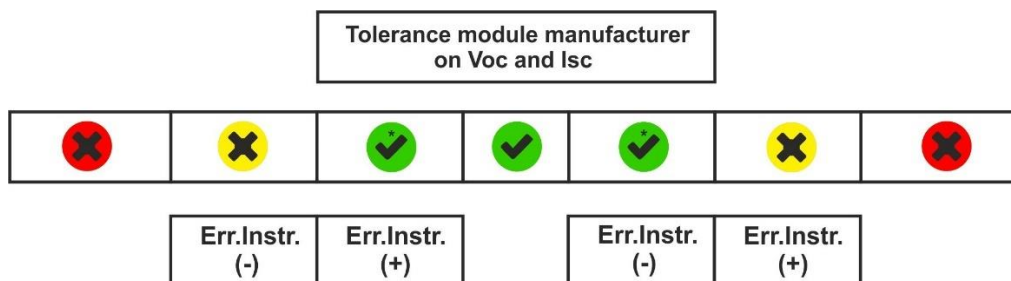 Tolerance module manufacturer
on Voc and Isc
*
*
Err.Instr.
(-)
Err.Instr.
(+)
Err.Instr.
(-)
Err.Instr.
(+)